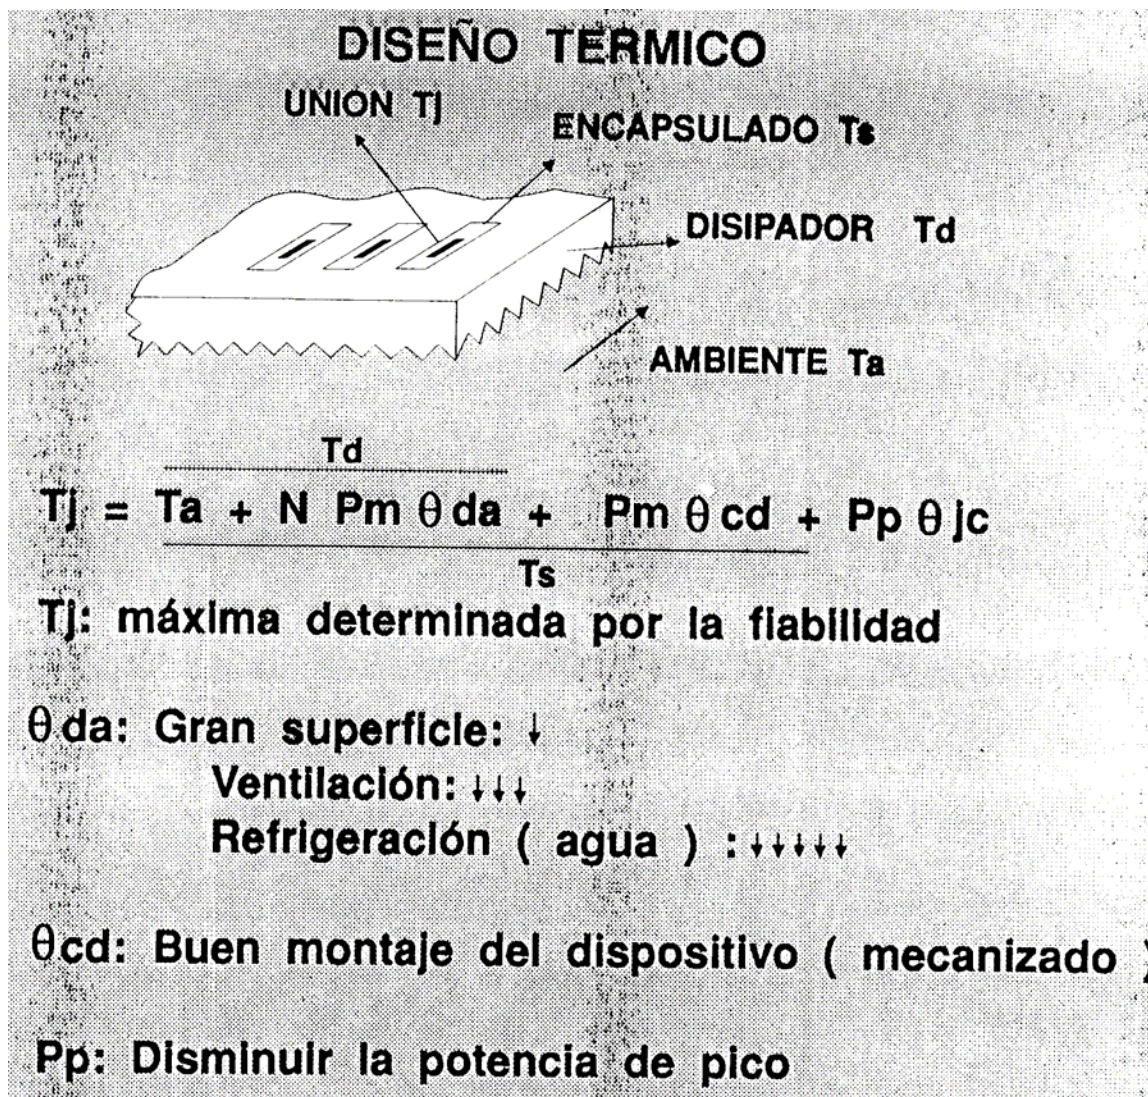 DISEÑO TERMICO
UNION Tj
ENCAPSULADO Ts
DISIPADOR Td
AMBIENTE Ta
Td
Tj = Ta + N Pm θ da + Pm θ cd + Pp θ jc
Ts
Tj: máxima determinada por la fiabilidad
θ da: Gran superficie: ↓
Ventilación: ↓↓↓
Refrigeración ( agua ) : ↓↓↓↓↓
θ cd: Buen montaje del dispositivo ( mecanizado )
Pp: Disminuir la potencia de pico